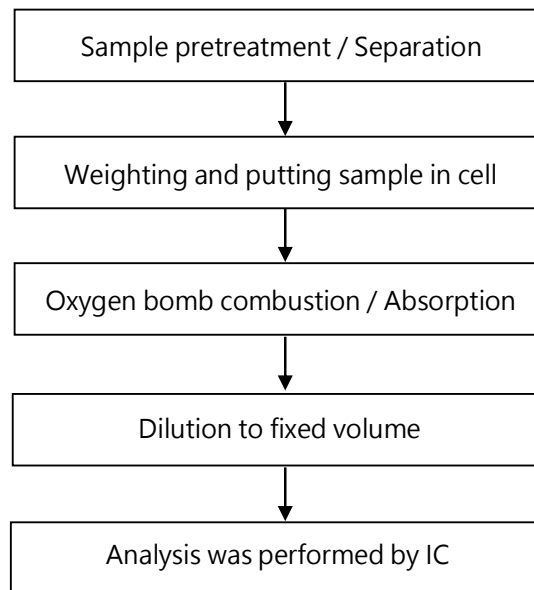 Sample pretreatment / Separation
Weighting and putting sample in cell
Oxygen bomb combustion / Absorption
Dilution to fixed volume
Analysis was performed by IC